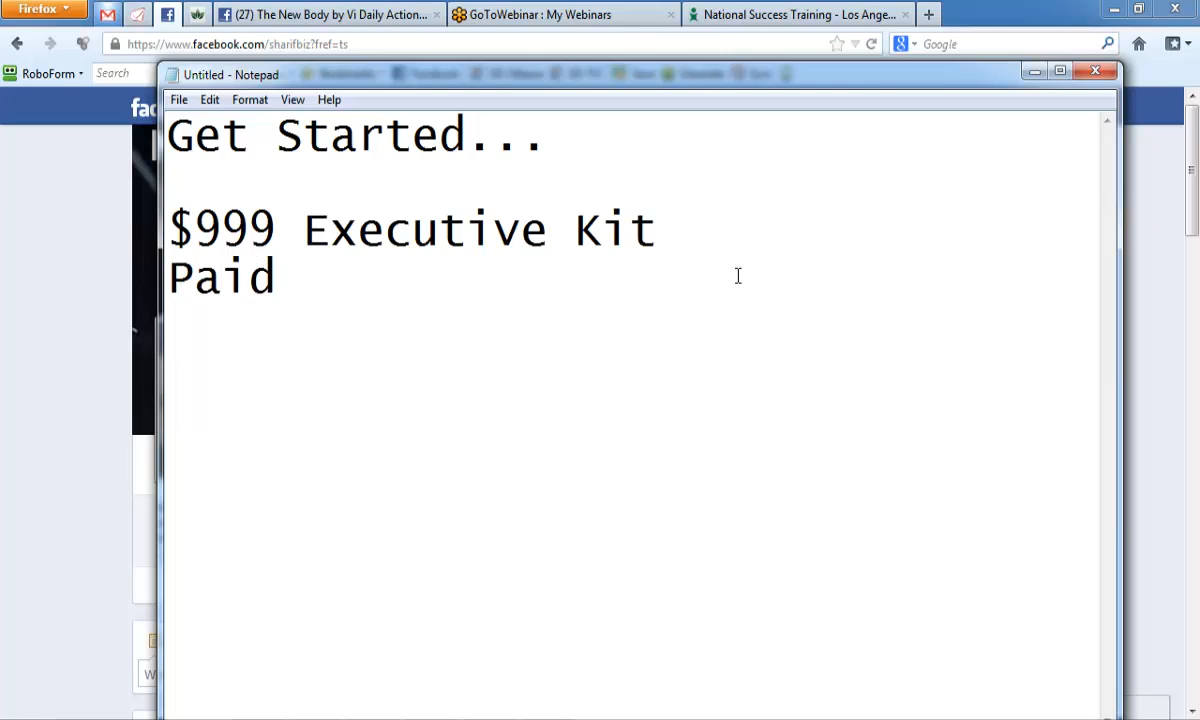 Firefox
(27) The New Body by Vi Daily Action...
GoToWebinar : My Webinars
National Success Training - Los Ange...
https://www.facebook.com/sharifbiz?fref=ts
Google
RoboForm
Search
Untitled - Notepad
File Edit Format View Help
Get Started...
$999 Executive Kit
Paid